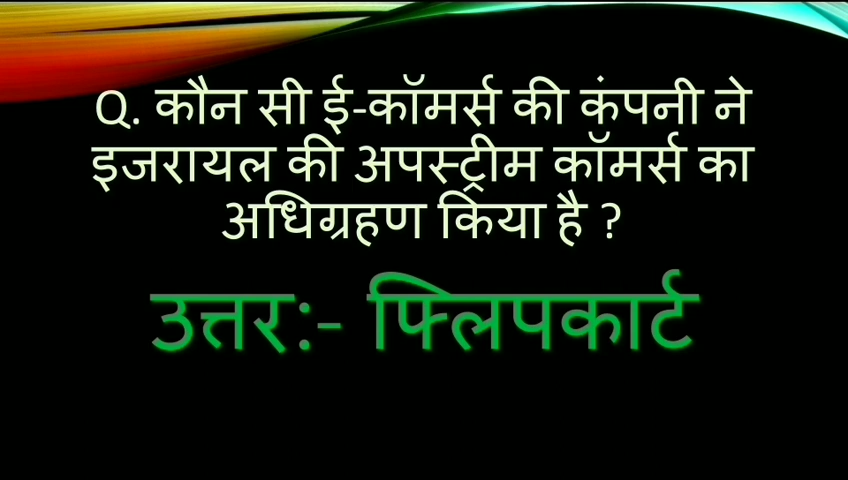 Q. कौन सी ई-कॉमर्स की कंपनी ने
इजरायल की अपस्ट्रीम कॉमर्स का
अधिग्रहण किया है ?
उत्तर:- फ्लिपकार्ट